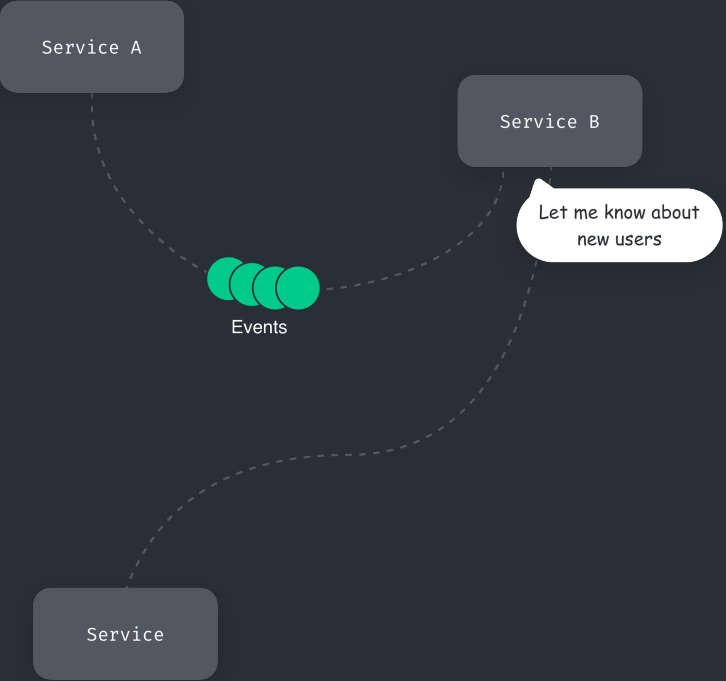 Service A
Service B
Let me know about
new users
Events
Service